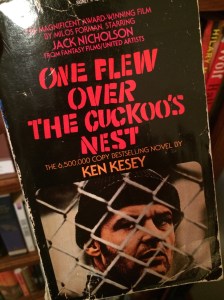 MAGNIFICENT AWARD-WINNING FILM
BY MILOS FORMAN, STARRING
JACK NICHOLSON
FROM FANTASY FILMS/UNITED ARTISTS
ONE FLEW
OVER
THE CUCKOO'S
NEST
THE 6,500,000 COPY BESTSELLING NOVEL BY
KEN KESEY